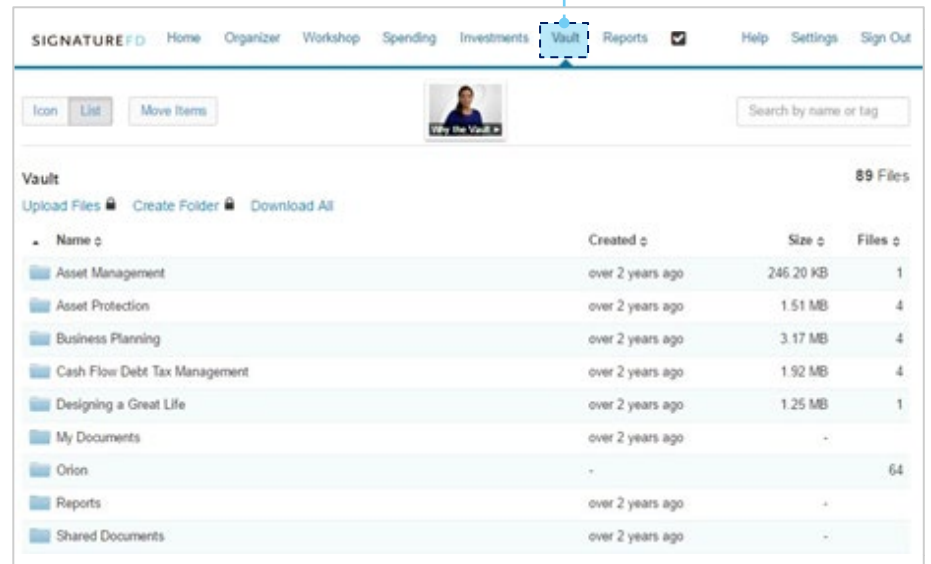 SIGNATUREFD Home Organizer Workshop Spending Investments Vault Reports Help Settings Sign Out
Icon List Move Items Why the Vault Search by name or tag
Vault 89 Files
Upload Files Create Folder Download All
Name Created Size Files
Asset Management over 2 years ago 246.20 KB 1
Asset Protection over 2 years ago 1.51 MB 4
Business Planning over 2 years ago 3.17 MB 4
Cash Flow Debt Tax Management over 2 years ago 1.92 MB 4
Designing a Great Life over 2 years ago 1.25 MB 1
My Documents over 2 years ago -
Orion - 64
Reports over 2 years ago -
Shared Documents over 2 years ago -